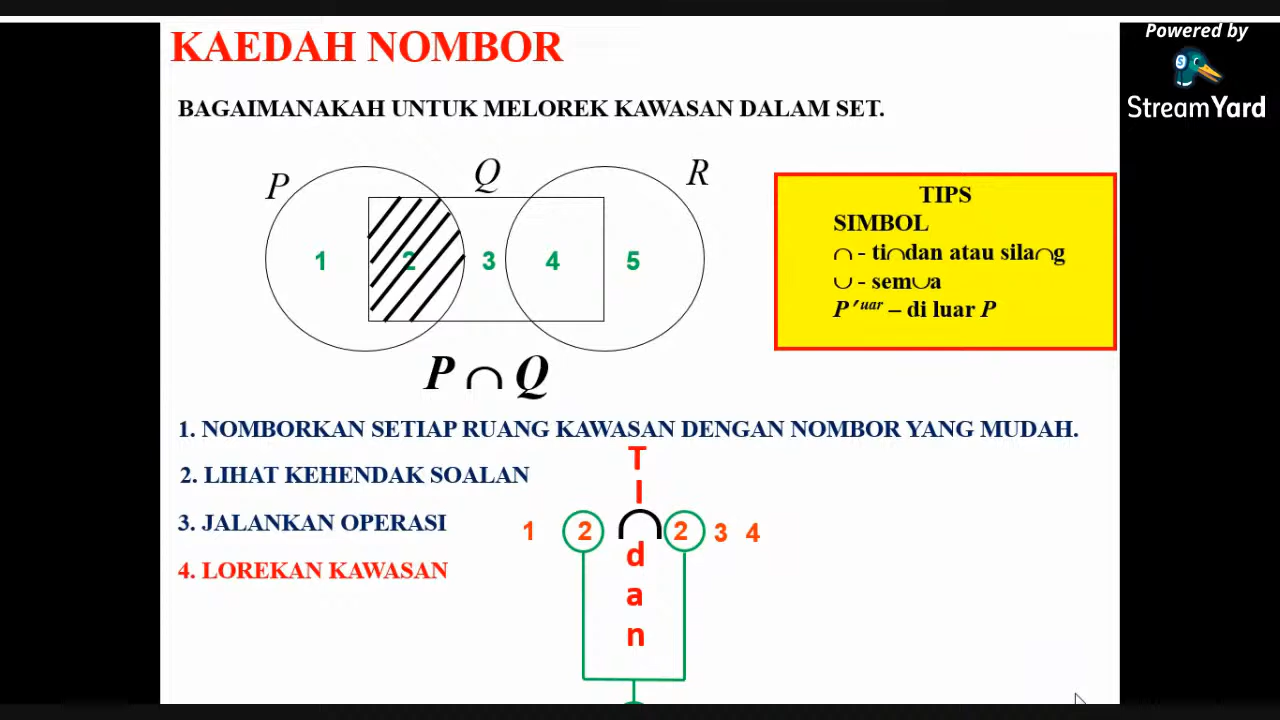 KAEDAH NOMBOR
Powered by
StreamYard
BAGAIMANAKAH UNTUK MELOREK KAWASAN DALAM SET.
P Q R
1 2 3 4 5
TIPS
SIMBOL
∩ - ti∩dan atau sila∩g
∪ - sem∪a
P′ᵘᵃʳ – di luar P
P ∩ Q
1. NOMBORKAN SETIAP RUANG KAWASAN DENGAN NOMBOR YANG MUDAH.
2. LIHAT KEHENDAK SOALAN
3. JALANKAN OPERASI
4. LOREKAN KAWASAN
T
I
1 2 ∩ 2 3 4
d
a
n